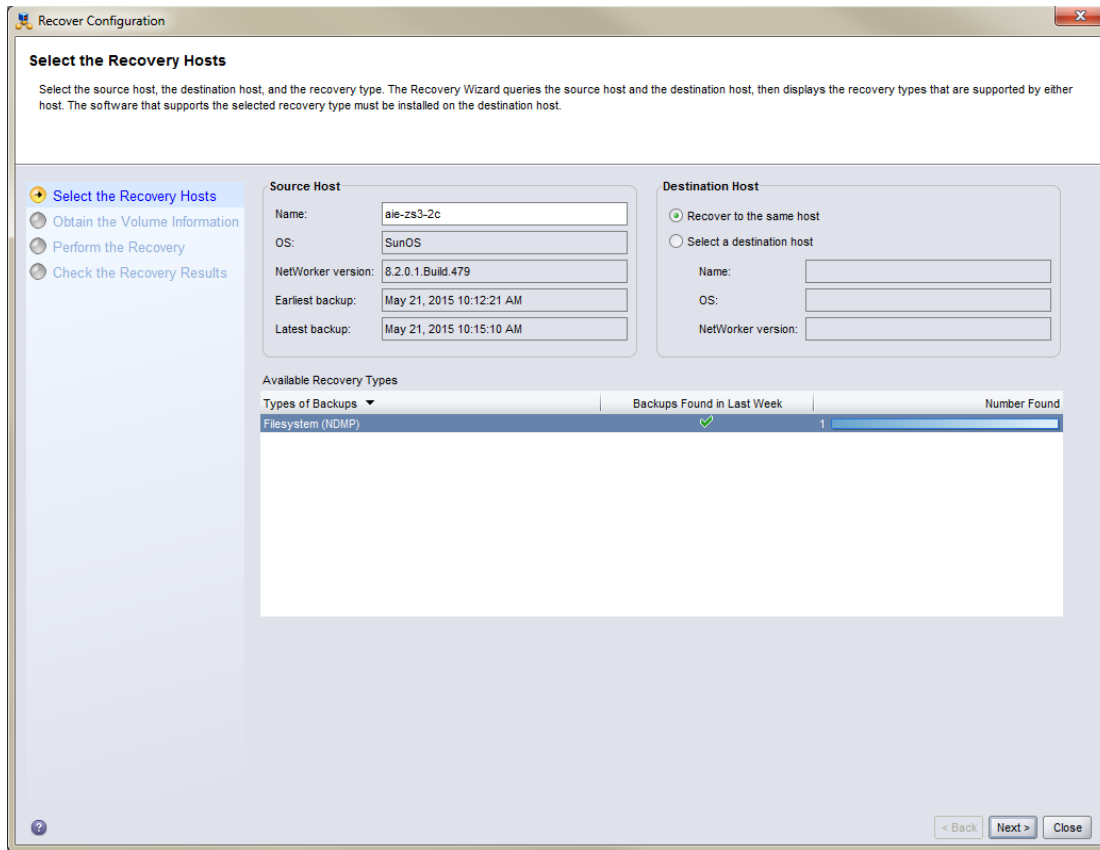 Recover Configuration
Select the Recovery Hosts
Select the source host, the destination host, and the recovery type. The Recovery Wizard queries the source host and the destination host, then displays the recovery types that are supported by either
host. The software that supports the selected recovery type must be installed on the destination host.
Select the Recovery Hosts
Obtain the Volume Information
Perform the Recovery
Check the Recovery Results
Source Host
Name: aie-zs3-2c
OS: SunOS
NetWorker version: 8.2.0.1.Build.479
Earliest backup: May 21, 2015 10:12:21 AM
Latest backup: May 21, 2015 10:15:10 AM
Destination Host
Recover to the same host
Select a destination host
Name:
OS:
NetWorker version:
Available Recovery Types
Types of Backups Backups Found in Last Week Number Found
Filesystem (NDMP) 1
< Back Next > Close